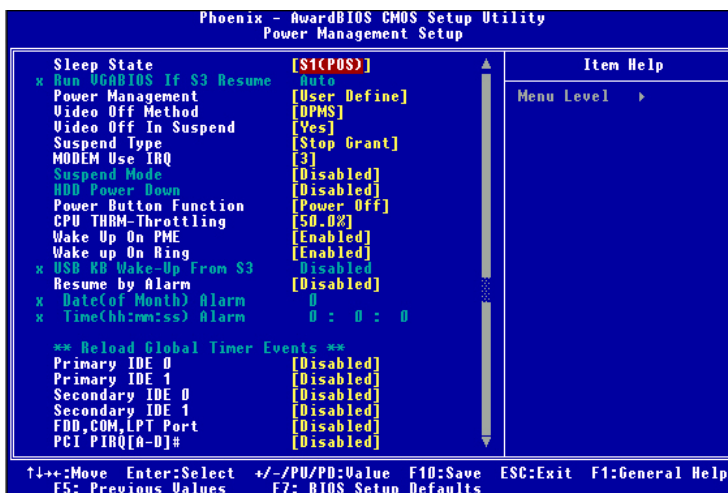 Phoenix - AwardBIOS CMOS Setup Utility
Power Management Setup
Sleep State [S1(POS)]
x Run VGABIOS If S3 Resume Auto
Power Management [User Define]
Video Off Method [DPMS]
Video Off In Suspend [Yes]
Suspend Type [Stop Grant]
MODEM Use IRQ [3]
Suspend Mode [Disabled]
HDD Power Down [Disabled]
Power Button Function [Power Off]
CPU THRM-Throttling [50.0%]
Wake Up On PME [Enabled]
Wake up On Ring [Enabled]
x USB KB Wake-Up From S3 Disabled
Resume by Alarm [Disabled]
x Date(of Month) Alarm 0
x Time(hh:mm:ss) Alarm 0 : 0 : 0
** Reload Global Timer Events **
Primary IDE 0 [Disabled]
Primary IDE 1 [Disabled]
Secondary IDE 0 [Disabled]
Secondary IDE 1 [Disabled]
FDD,COM,LPT Port [Disabled]
PCI PIRQ[A-D]# [Disabled]
Item Help
Menu Level ▸
↑↓→←:Move Enter:Select +/-/PU/PD:Value F10:Save ESC:Exit F1:General Help
F5: Previous Values F7: BIOS Setup Defaults